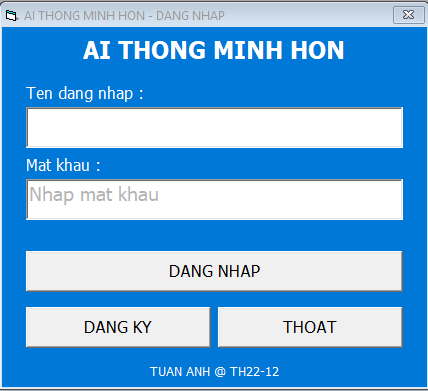 AI THONG MINH HON - DANG NHAP
AI THONG MINH HON
Ten dang nhap :
Mat khau :
Nhap mat khau
DANG NHAP
DANG KY THOAT
TUAN ANH @ TH22-12